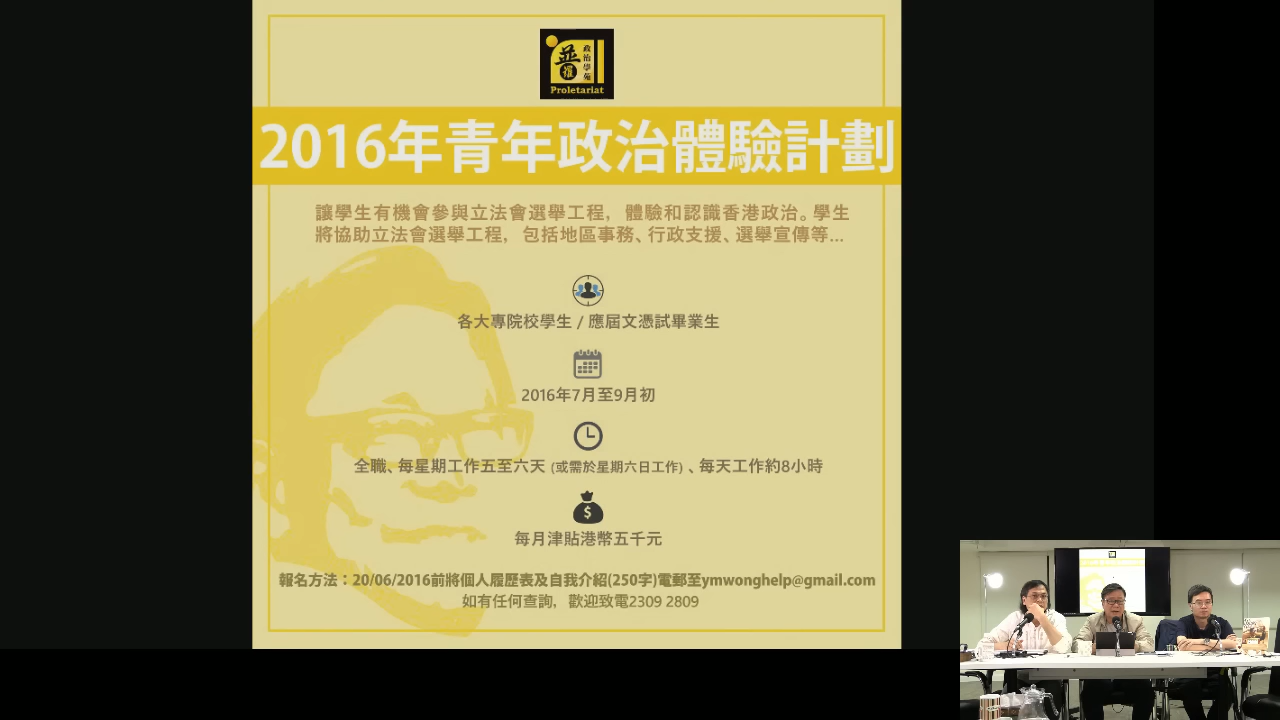 普羅
政治學苑
Proletariat
2016年青年政治體驗計劃
讓學生有機會參與立法會選舉工程，體驗和認識香港政治。學生
將協助立法會選舉工程，包括地區事務、行政支援、選舉宣傳等...
各大專院校學生 / 應屆文憑試畢業生
2016年7月至9月初
全職、每星期工作五至六天 (或需於星期六日工作) 、每天工作約8小時
$
每月津貼港幣五千元
報名方法：20/06/2016前將個人履歷表及自我介紹(250字)電郵至ymwonghelp@gmail.com
如有任何查詢，歡迎致電2309 2809